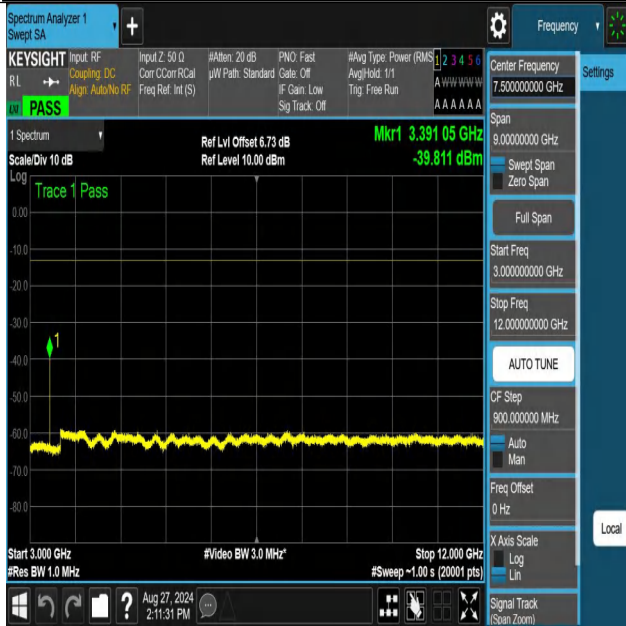 Spectrum Analyzer 1
Swept SA
+
Frequency
KEYSIGHT
RL
PASS
Input: RF
Coupling: DC
Align: Auto/No RF
Input Z: 50 Ω
Corr CCorr RCal
Freq Ref: Int (S)
#Atten: 20 dB
µW Path: Standard
PNO: Fast
Gate: Off
IF Gain: Low
Sig Track: Off
#Avg Type: Power (RMS
Avg|Hold: 1/1
Trig: Free Run
1 2 3 4 5 6
A W W W W W
A A A A A A
1 Spectrum
Scale/Div 10 dB
Ref Lvl Offset 6.73 dB
Ref Level 10.00 dBm
Mkr1 3.391 05 GHz
-39.811 dBm
Log
Trace 1 Pass
0.00
-10.0
-20.0
-30.0
1
-40.0
-50.0
-60.0
-70.0
-80.0
Start 3.000 GHz
#Res BW 1.0 MHz
#Video BW 3.0 MHz*
Stop 12.000 GHz
#Sweep ~1.00 s (20001 pts)
Aug 27, 2024
2:11:31 PM
Center Frequency
7.500000000 GHz
Settings
Span
9.00000000 GHz
Swept Span
Zero Span
Full Span
Start Freq
3.000000000 GHz
Stop Freq
12.000000000 GHz
AUTO TUNE
CF Step
900.000000 MHz
Auto
Man
Freq Offset
0 Hz
X Axis Scale
Log
Lin
Local
Signal Track
(Span Zoom)